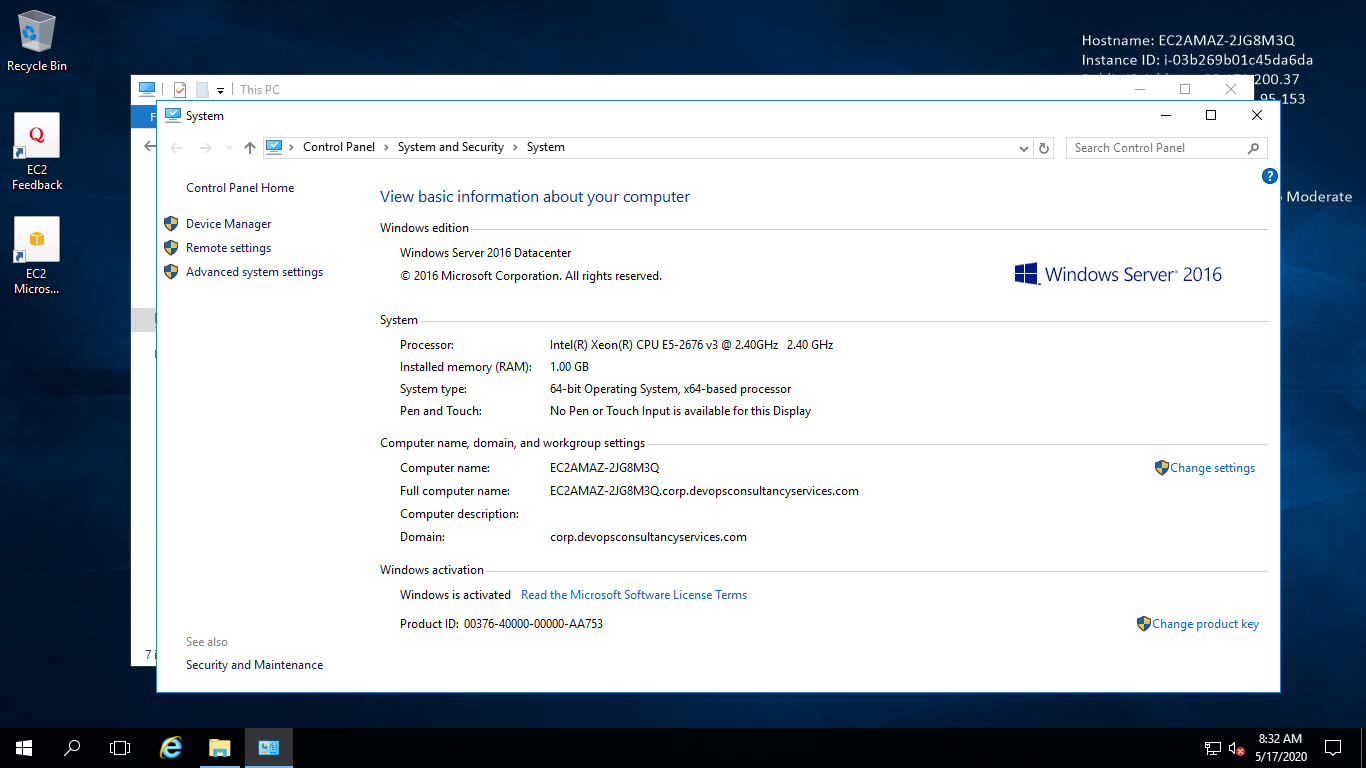 Recycle Bin
EC2
Feedback
EC2
Micros...
Hostname: EC2AMAZ-2JG8M3Q
Instance ID: i-03b269b01c45da6da
200.37
95-153
Moderate
This PC
F
System
Control Panel > System and Security > System
Search Control Panel
Control Panel Home
Device Manager
Remote settings
Advanced system settings
See also
Security and Maintenance
View basic information about your computer
Windows edition
Windows Server 2016 Datacenter
© 2016 Microsoft Corporation. All rights reserved.
Windows Server® 2016
System
Processor: Intel(R) Xeon(R) CPU E5-2676 v3 @ 2.40GHz 2.40 GHz
Installed memory (RAM): 1.00 GB
System type: 64-bit Operating System, x64-based processor
Pen and Touch: No Pen or Touch Input is available for this Display
Computer name, domain, and workgroup settings
Computer name: EC2AMAZ-2JG8M3Q
Change settings
Full computer name: EC2AMAZ-2JG8M3Q.corp.devopsconsultancyservices.com
Computer description:
Domain: corp.devopsconsultancyservices.com
Windows activation
Windows is activated Read the Microsoft Software License Terms
Product ID: 00376-40000-00000-AA753
Change product key
7 i
8:32 AM
5/17/2020